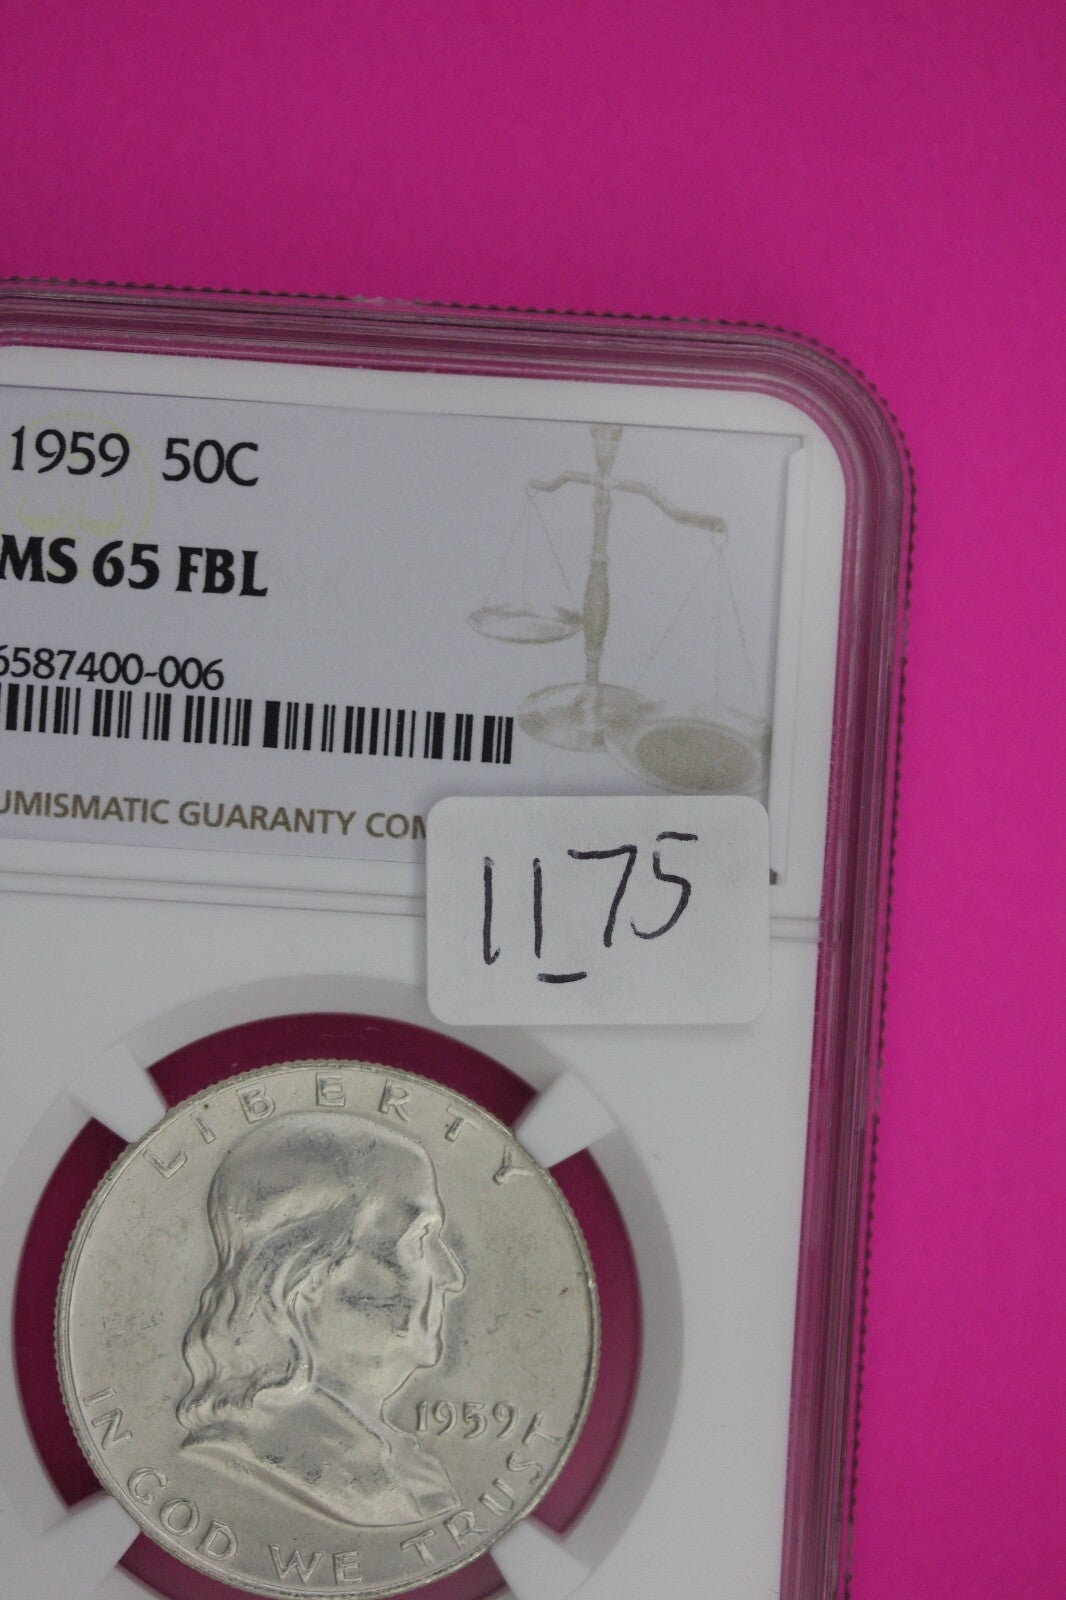 1959 50C
MS 65 FBL
6587400-006
UMISMATIC GUARANTY COM
1175
LIBERTY
1959
IN GOD WE TRUST